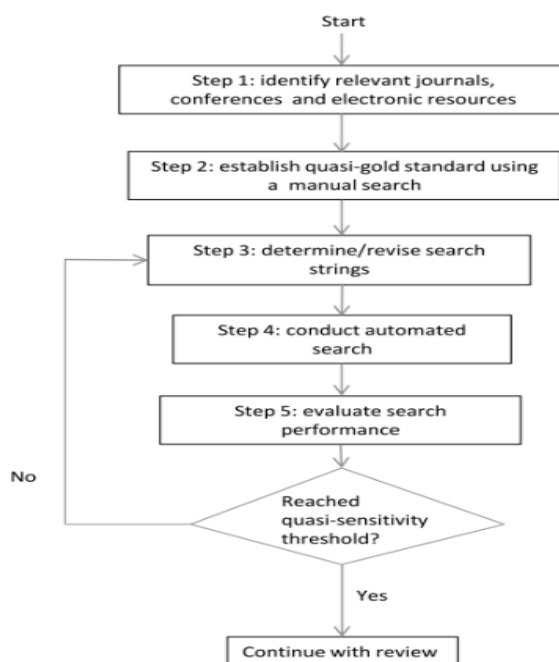 Start
Step 1: identify relevant journals,
conferences and electronic resources
Step 2: establish quasi-gold standard using
a manual search
Step 3: determine/revise search
strings
Step 4: conduct automated
search
Step 5: evaluate search
performance
No
Reached
quasi-sensitivity
threshold?
Yes
Continue with review